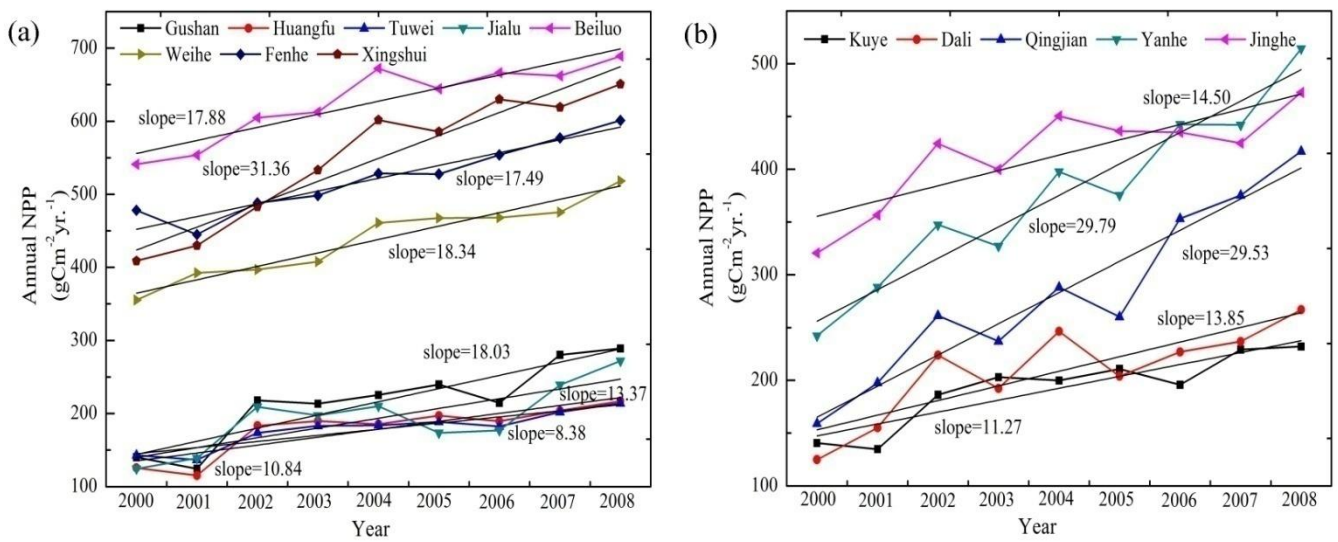 (a)
Gushan Huangfu Tuwei Jialu Beiluo
Weihe Fenhe Xingshui
700
600
500
400
300
200
100
Annual NPP
(gCm⁻²yr.⁻¹)
slope=17.88
slope=31.36
slope=17.49
slope=18.34
slope=18.03
slope=13.37
slope=8.38
slope=10.84
2000 2001 2002 2003 2004 2005 2006 2007 2008
Year
(b)
Kuye Dali Qingjian Yanhe Jinghe
500
400
300
200
100
Annual NPP
(gCm⁻²yr.⁻¹)
slope=14.50
slope=29.79
slope=29.53
slope=13.85
slope=11.27
2000 2001 2002 2003 2004 2005 2006 2007 2008
Year